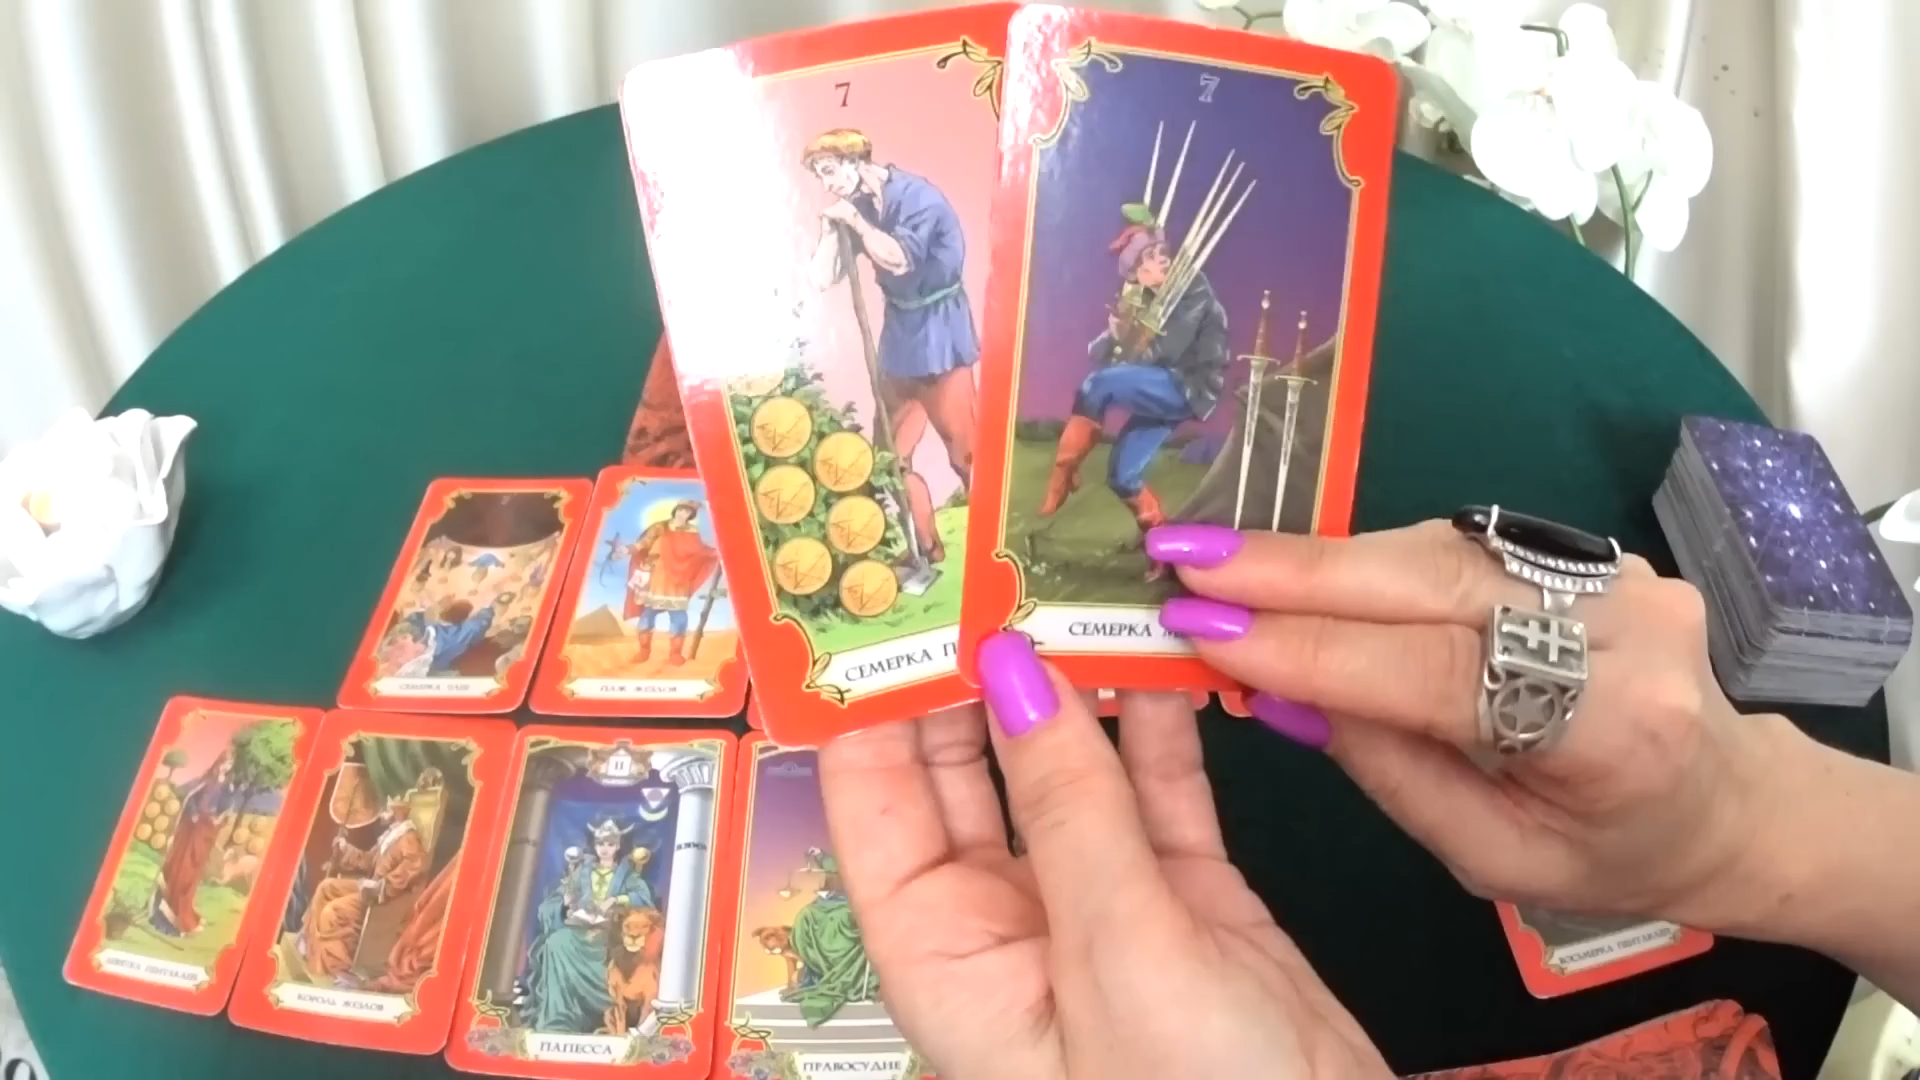 7
7
СЕМЕРКА П
СЕМЕРКА М
СЕМЕРКА ЧАШ
ПАЖ ЖЕЗЛОВ
II
ДЕВЯТКА ПЕНТАКЛЕЙ
КОРОЛЬ ЖЕЗЛОВ
ПАПЕССА
ПРАВОСУДИЕ
ВОСЬМЕРКА ПЕНТАКЛЕЙ